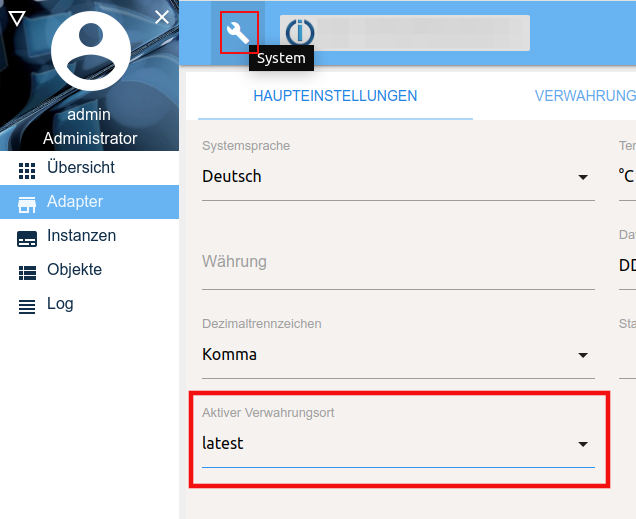 System
admin
Administrator
Übersicht
Adapter
Instanzen
Objekte
Log
HAUPTEINSTELLUNGEN
VERWAHRUNG
Systemsprache
Deutsch
Währung
Dezimaltrennzeichen
Komma
Aktiver Verwahrungsort
latest
Ter
°C
Da
DD
Sta